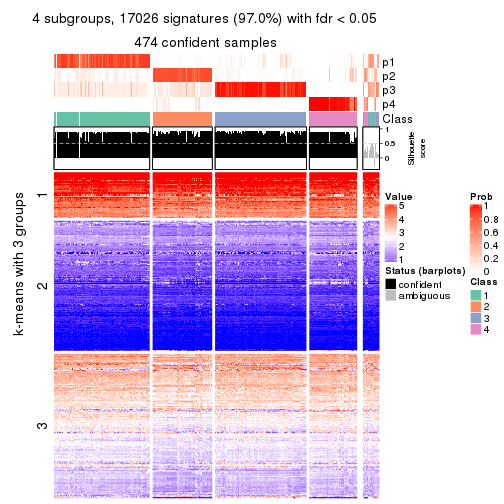 4 subgroups, 17026 signatures (97.0%) with fdr < 0.05
474 confident samples
p1
p2
p3
p4
Class
1
0.5
0
Silhouette
score
k-means with 3 groups
1
2
3
Value
5
4
3
2
1
Status (barplots)
confident
ambiguous
Prob
1
0.8
0.6
0.4
0.2
0
Class
1
2
3
4